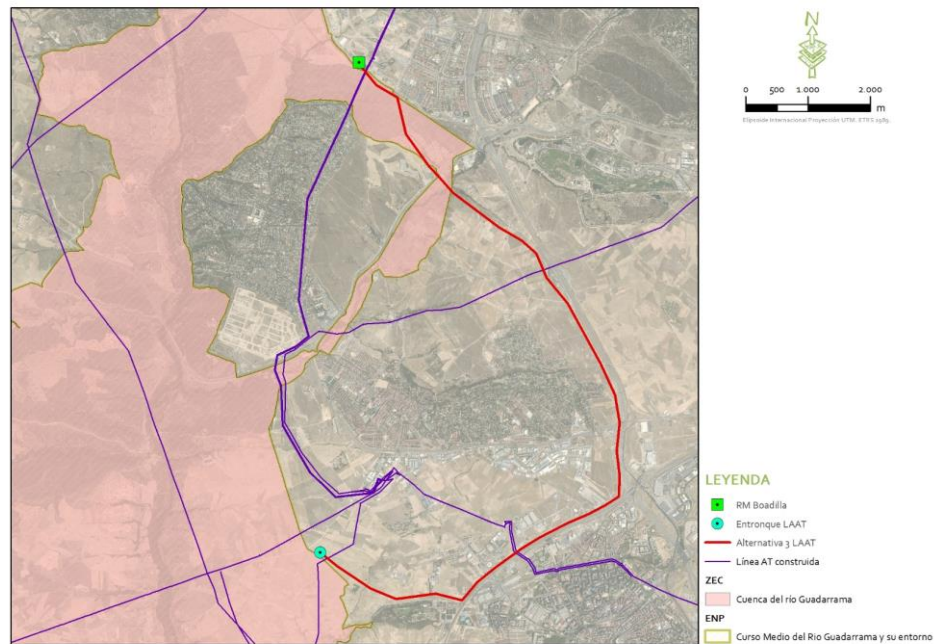 N
0 500 1.000 2.000
m
Elipsoide Internacional Proyección UTM. ETRS 1989.
LEYENDA
RM Boadilla
Entronque LAAT
Alternativa 3 LAAT
Línea AT construida
ZEC
Cuenca del río Guadarrama
ENP
Curso Medio del Rio Guadarrama y su entorno